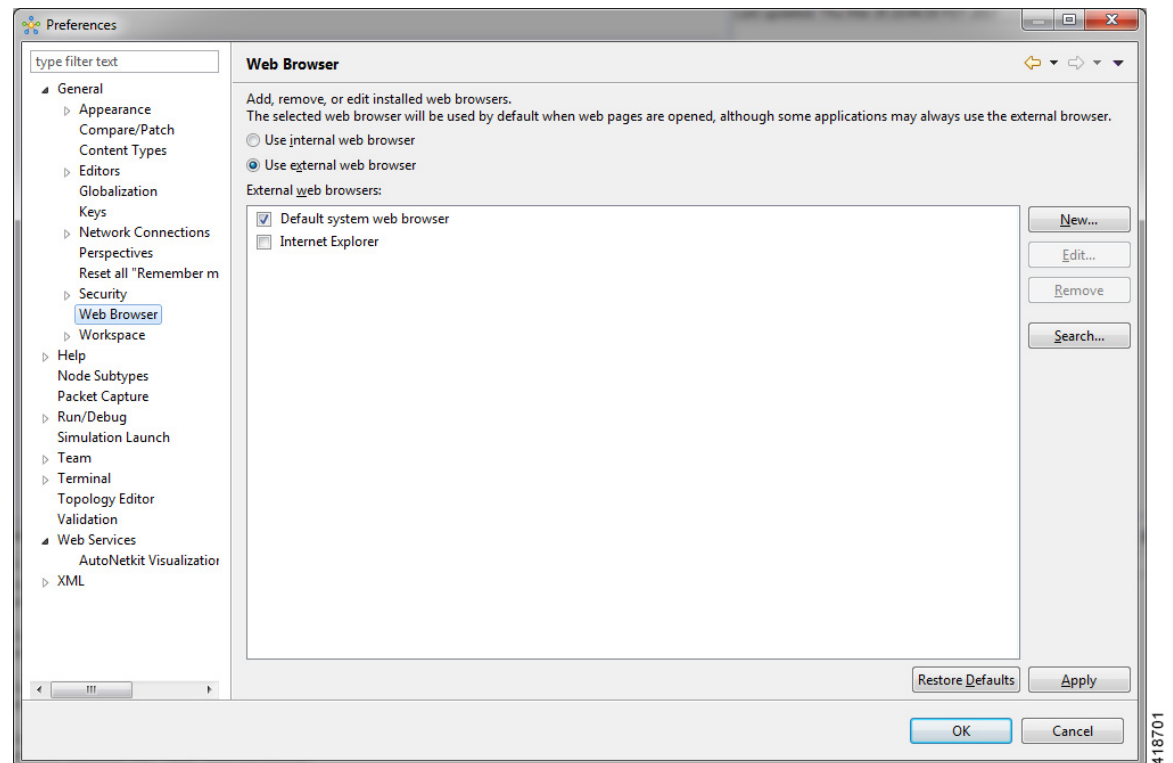 Preferences
type filter text
General
Appearance
Compare/Patch
Content Types
Editors
Globalization
Keys
Network Connections
Perspectives
Reset all "Remember m
Security
Web Browser
Workspace
Help
Node Subtypes
Packet Capture
Run/Debug
Simulation Launch
Team
Terminal
Topology Editor
Validation
Web Services
AutoNetkit Visualization
XML
Web Browser
Add, remove, or edit installed web browsers.
The selected web browser will be used by default when web pages are opened, although some applications may always use the external browser.
Use internal web browser
Use external web browser
External web browsers:
Default system web browser
Internet Explorer
New...
Edit...
Remove
Search...
Restore Defaults
Apply
OK
Cancel
418701